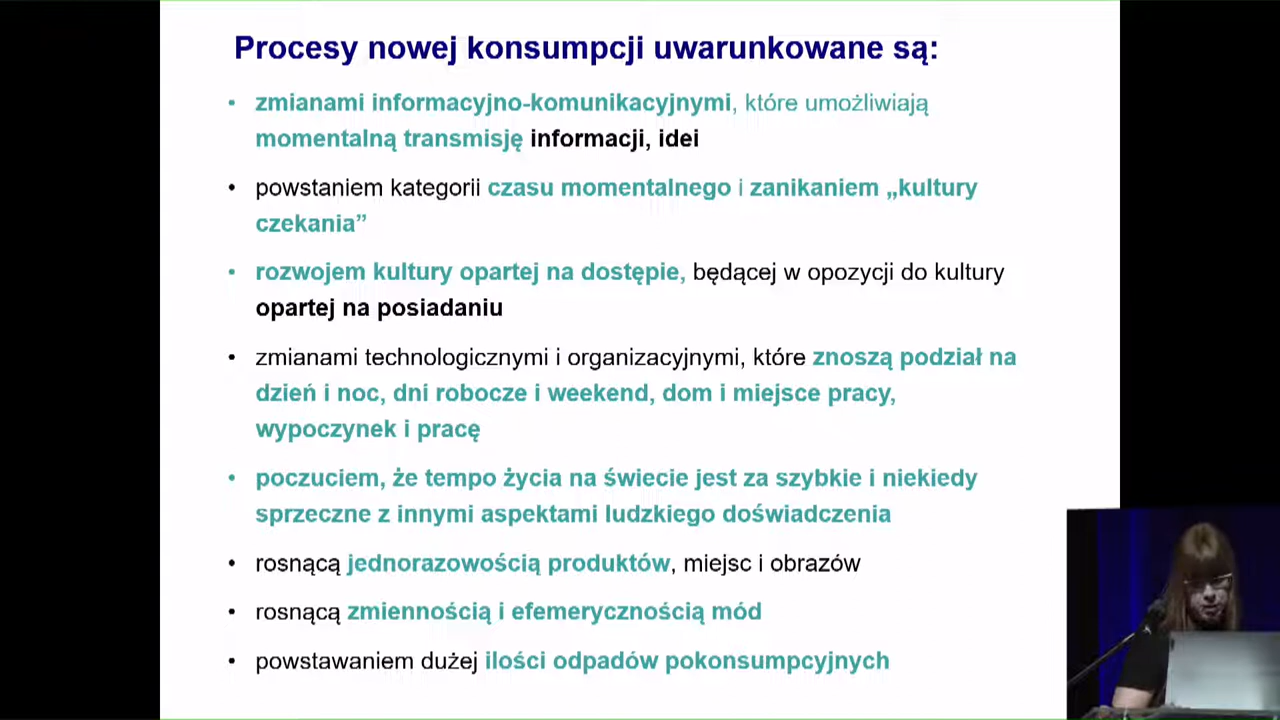 Procesy nowej konsumpcji uwarunkowane są:
• zmianami informacyjno-komunikacyjnymi, które umożliwiają
momentalną transmisję informacji, idei
• powstaniem kategorii czasu momentalnego i zanikaniem „kultury
czekania”
• rozwojem kultury opartej na dostępie, będącej w opozycji do kultury
opartej na posiadaniu
• zmianami technologicznymi i organizacyjnymi, które znoszą podział na
dzień i noc, dni robocze i weekend, dom i miejsce pracy,
wypoczynek i pracę
• poczuciem, że tempo życia na świecie jest za szybkie i niekiedy
sprzeczne z innymi aspektami ludzkiego doświadczenia
• rosnącą jednorazowością produktów, miejsc i obrazów
• rosnącą zmiennością i efemerycznością mód
• powstawaniem dużej ilości odpadów pokonsumpcyjnych